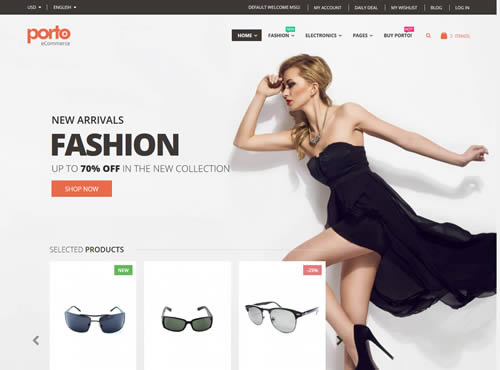 USD ENGLISH DEFAULT WELCOME MSG! MY ACCOUNT DAILY DEAL MY WISHLIST BLOG LOG IN
porto
eCommerce
NEW HOT!
HOME FASHION ELECTRONICS PAGES BUY PORTO! ITEM(S)
NEW ARRIVALS
FASHION
UP TO 70% OFF IN THE NEW COLLECTION
SHOP NOW
SELECTED PRODUCTS
NEW -25%